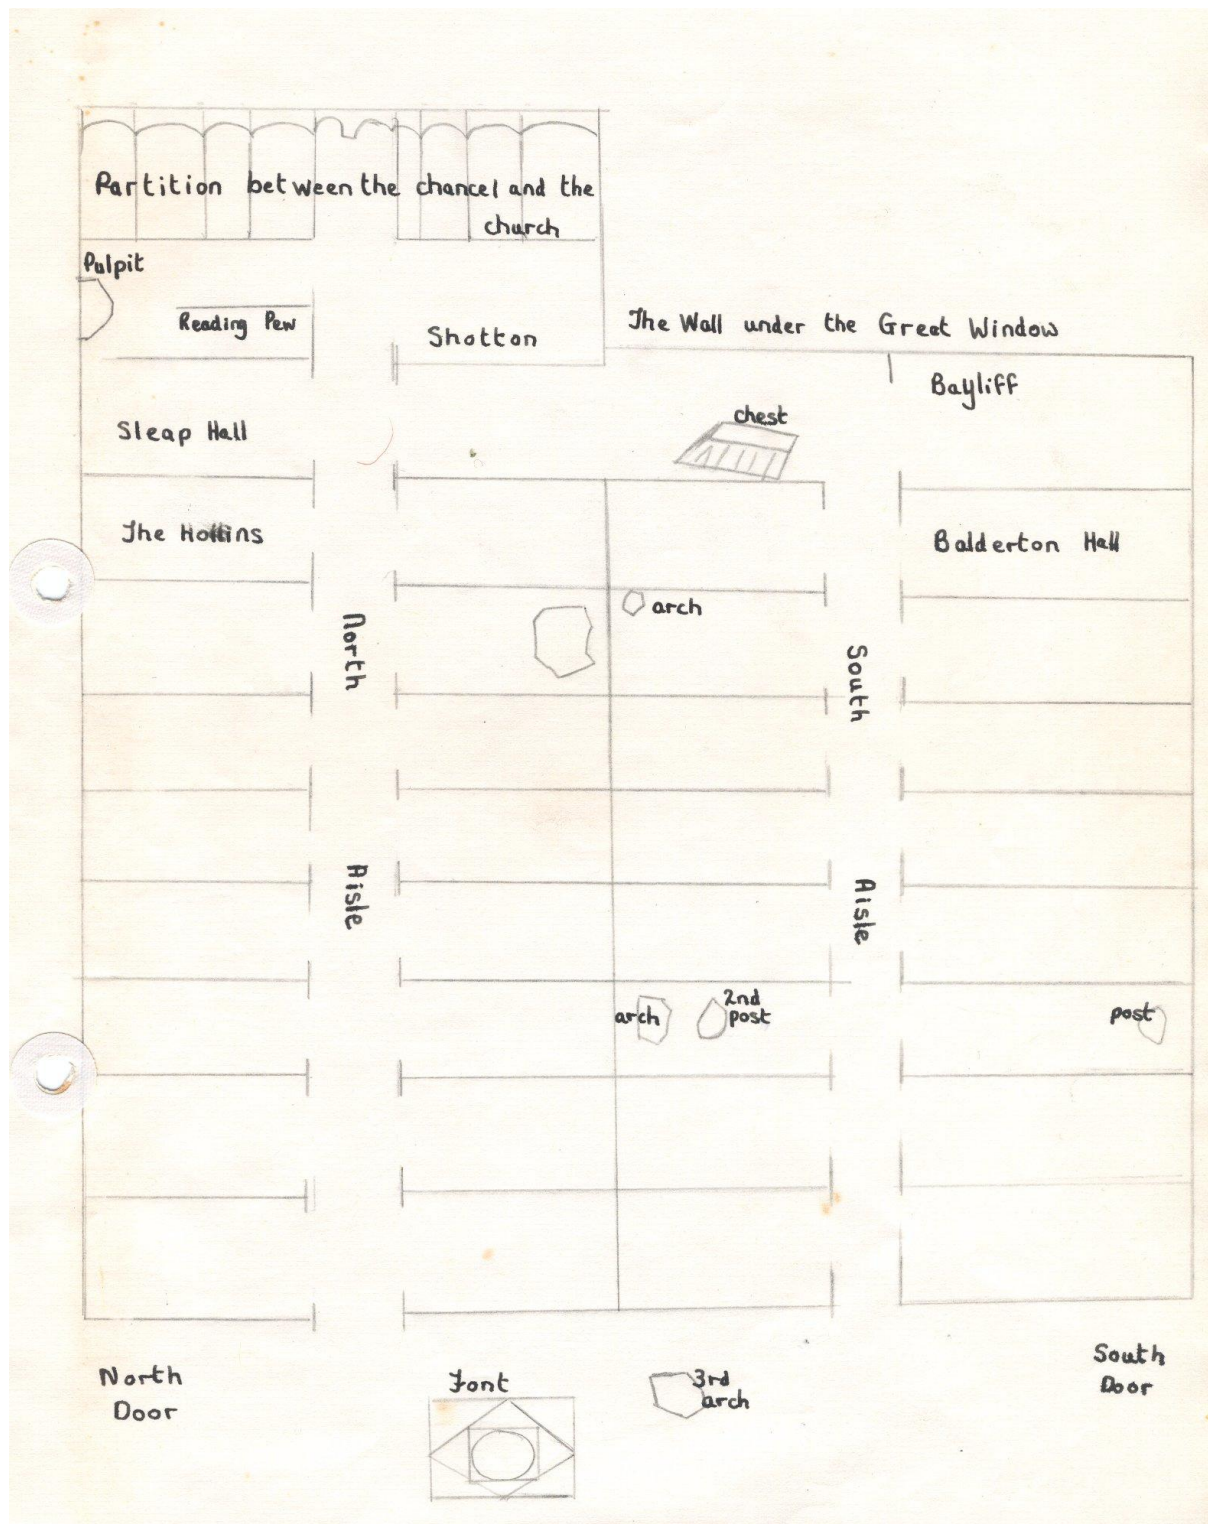 Partition between the chancel and the
church
Pulpit
Reading Pew
Shotton
The Wall under the Great Window
Bayliff
chest
Sleap Hall
The Hollins
Balderton Hall
arch
North
South
Aisle
Aisle
arch
2nd
post
post
North
Door
Font
3rd
arch
South
Door